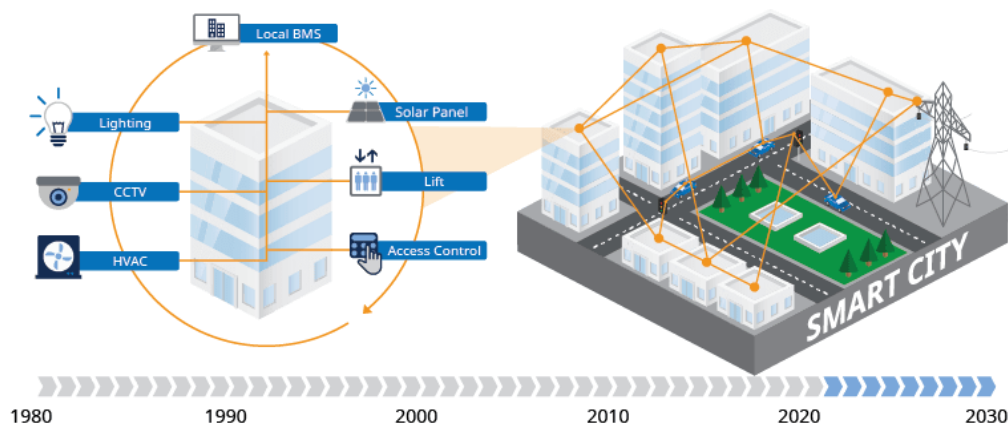 Local BMS
Lighting
Solar Panel
CCTV
Lift
HVAC
Access Control
SMART CITY
1980
1990
2000
2010
2020
2030